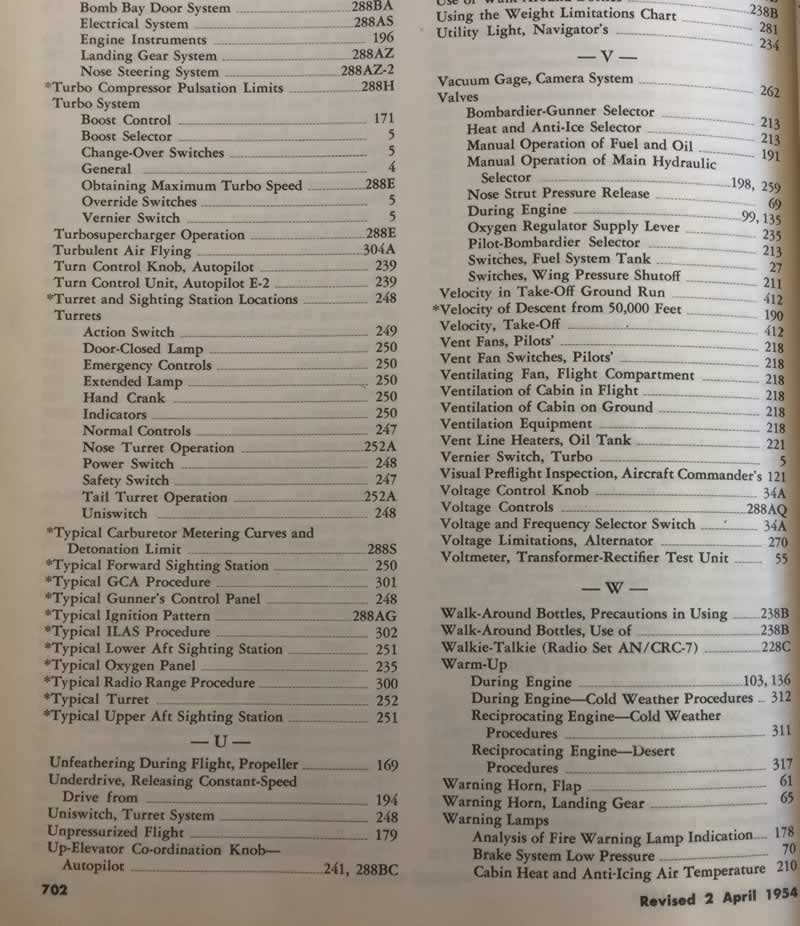 Bomb Bay Door System ........ 288BA
Electrical System ........ 288AS
Engine Instruments ........ 196
Landing Gear System ........ 288AZ
Nose Steering System ........ 288AZ-2
*Turbo Compressor Pulsation Limits ........ 288H
Turbo System
Boost Control ........ 171
Boost Selector ........ 5
Change-Over Switches ........ 5
General ........ 4
Obtaining Maximum Turbo Speed ........ 288E
Override Switches ........ 5
Vernier Switch ........ 5
Turbosupercharger Operation ........ 288E
Turbulent Air Flying ........ 304A
Turn Control Knob, Autopilot ........ 239
Turn Control Unit, Autopilot E-2 ........ 239
*Turret and Sighting Station Locations ........ 248
Turrets
Action Switch ........ 249
Door-Closed Lamp ........ 250
Emergency Controls ........ 250
Extended Lamp ........ 250
Hand Crank ........ 250
Indicators ........ 250
Normal Controls ........ 247
Nose Turret Operation ........ 252A
Power Switch ........ 248
Safety Switch ........ 247
Tail Turret Operation ........ 252A
Uniswitch ........ 248
*Typical Carburetor Metering Curves and
Detonation Limit ........ 288S
*Typical Forward Sighting Station ........ 250
*Typical GCA Procedure ........ 301
*Typical Gunner's Control Panel ........ 248
*Typical Ignition Pattern ........ 288AG
*Typical ILAS Procedure ........ 302
*Typical Lower Aft Sighting Station ........ 251
*Typical Oxygen Panel ........ 235
*Typical Radio Range Procedure ........ 300
*Typical Turret ........ 252
*Typical Upper Aft Sighting Station ........ 251
— U —
Unfeathering During Flight, Propeller ........ 169
Underdrive, Releasing Constant-Speed
Drive from ........ 194
Uniswitch, Turret System ........ 248
Unpressurized Flight ........ 179
Up-Elevator Co-ordination Knob—
Autopilot ........ 241, 288BC
702
238B
Using the Weight Limitations Chart ........ 281
Utility Light, Navigator's ........ 234
— V —
Vacuum Gage, Camera System ........ 262
Valves
Bombardier-Gunner Selector ........ 213
Heat and Anti-Ice Selector ........ 213
Manual Operation of Fuel and Oil ........ 191
Manual Operation of Main Hydraulic
Selector ........ 198, 259
Nose Strut Pressure Release ........ 69
During Engine ........ 99, 135
Oxygen Regulator Supply Lever ........ 235
Pilot-Bombardier Selector ........ 213
Switches, Fuel System Tank ........ 27
Switches, Wing Pressure Shutoff ........ 211
Velocity in Take-Off Ground Run ........ 412
*Velocity of Descent from 50,000 Feet ........ 190
Velocity, Take-Off ........ 412
Vent Fans, Pilots' ........ 218
Vent Fan Switches, Pilots' ........ 218
Ventilating Fan, Flight Compartment ........ 218
Ventilation of Cabin in Flight ........ 218
Ventilation of Cabin on Ground ........ 218
Ventilation Equipment ........ 218
Vent Line Heaters, Oil Tank ........ 221
Vernier Switch, Turbo ........ 5
Visual Preflight Inspection, Aircraft Commander's 121
Voltage Control Knob ........ 34A
Voltage Controls ........ 288AQ
Voltage and Frequency Selector Switch ........ 34A
Voltage Limitations, Alternator ........ 270
Voltmeter, Transformer-Rectifier Test Unit ........ 55
— W —
Walk-Around Bottles, Precautions in Using ........ 238B
Walk-Around Bottles, Use of ........ 238B
Walkie-Talkie (Radio Set AN/CRC-7) ........ 228C
Warm-Up
During Engine ........ 103, 136
During Engine—Cold Weather Procedures .. 312
Reciprocating Engine—Cold Weather
Procedures ........ 311
Reciprocating Engine—Desert
Procedures ........ 317
Warning Horn, Flap ........ 61
Warning Horn, Landing Gear ........ 65
Warning Lamps
Analysis of Fire Warning Lamp Indication.... 178
Brake System Low Pressure ........ 70
Cabin Heat and Anti-Icing Air Temperature 210
Revised 2 April 1954